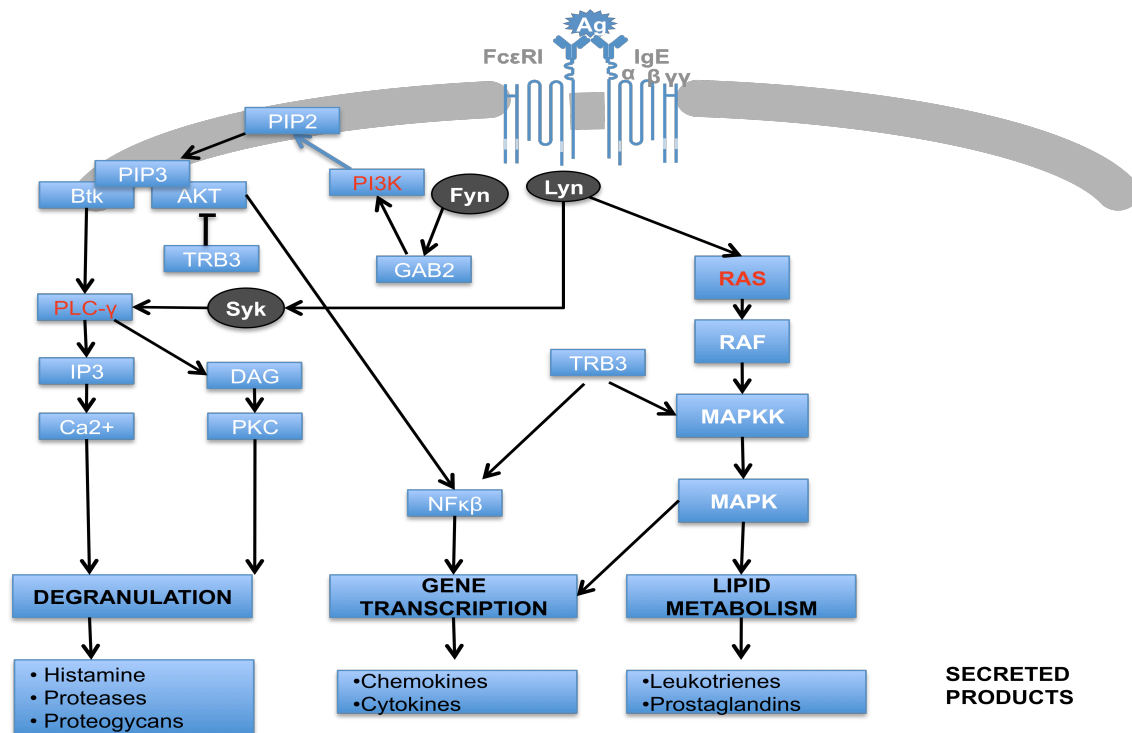 Ag
FcεRI
IgE
α
β
γγ
PIP2
PIP3
Btk
AKT
PI3K
Fyn
Lyn
TRB3
GAB2
RAS
PLC-γ
Syk
RAF
IP3
DAG
TRB3
Ca2+
PKC
MAPKK
NFκβ
MAPK
DEGRANULATION
GENE
TRANSCRIPTION
LIPID
METABOLISM
• Histamine
• Proteases
• Proteogycans
•Chemokines
•Cytokines
•Leukotrienes
•Prostaglandins
SECRETED
PRODUCTS